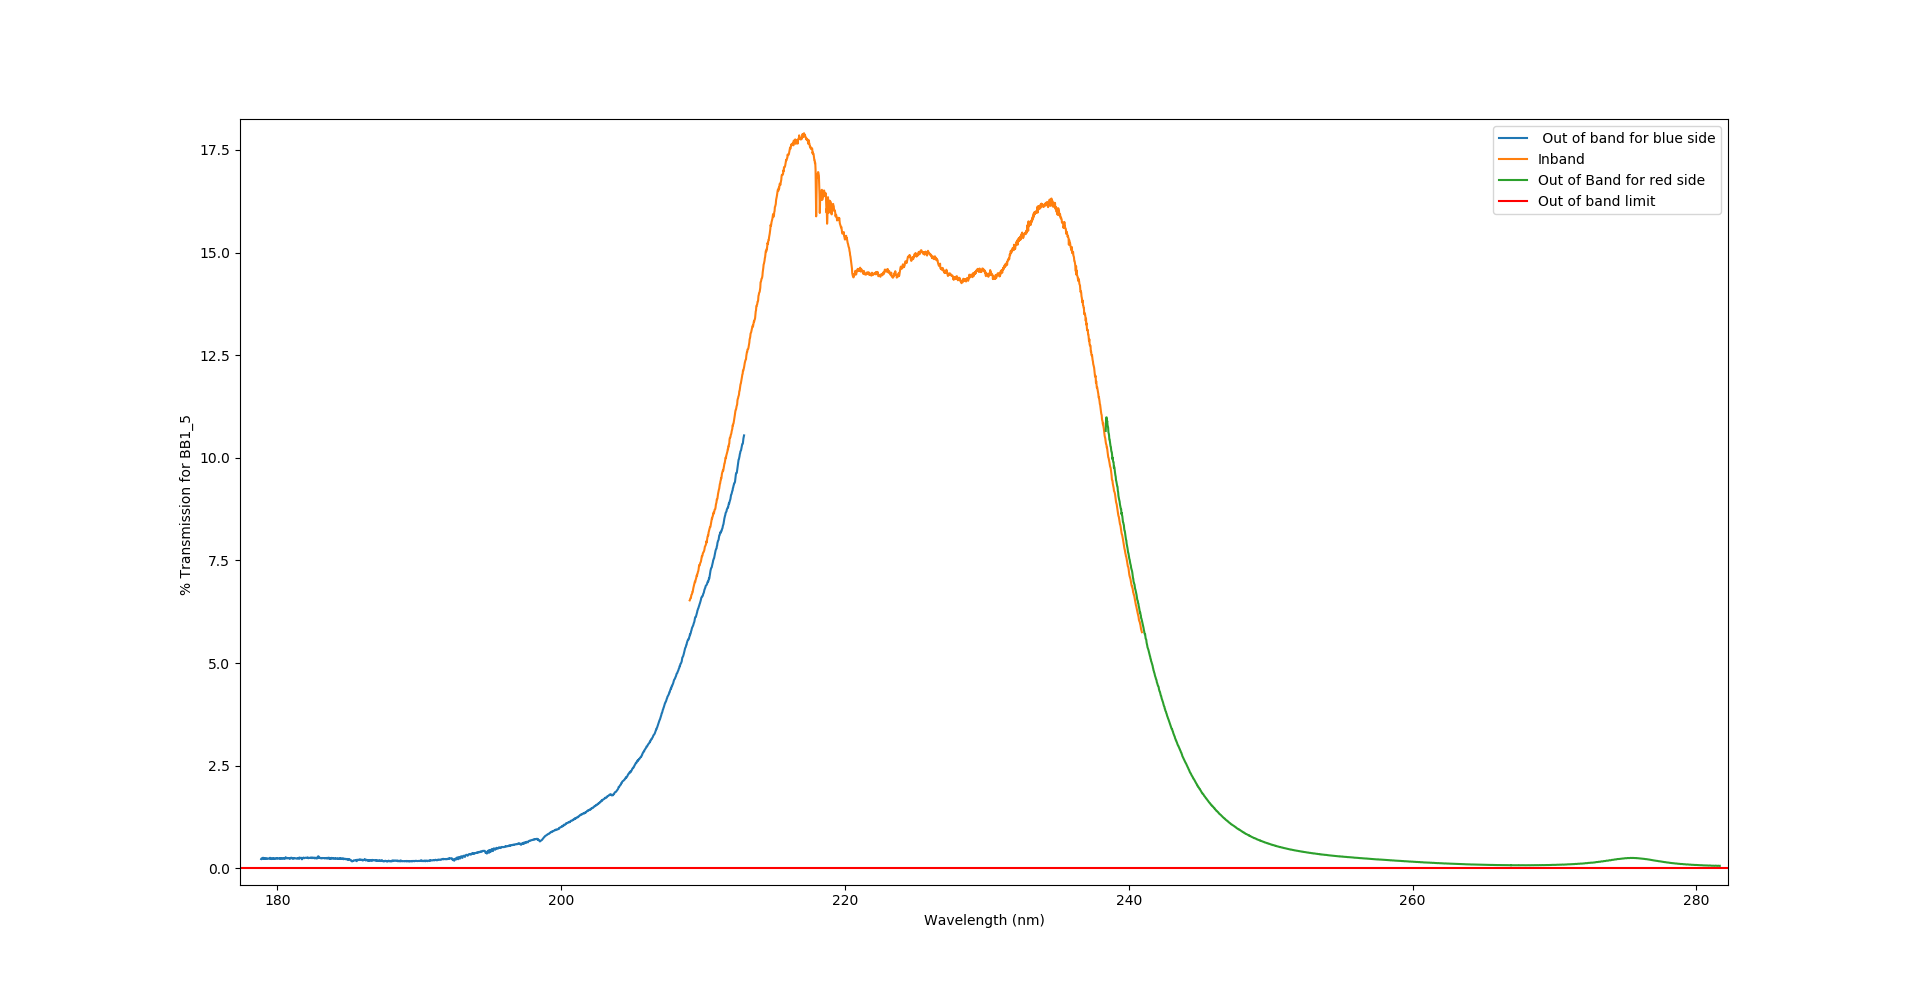 Out of band for blue side
Inband
Out of Band for red side
Out of band limit
17.5
15.0
12.5
10.0
7.5
5.0
2.5
0.0
% Transmission for BB1_5
180 200 220 240 260 280
Wavelength (nm)